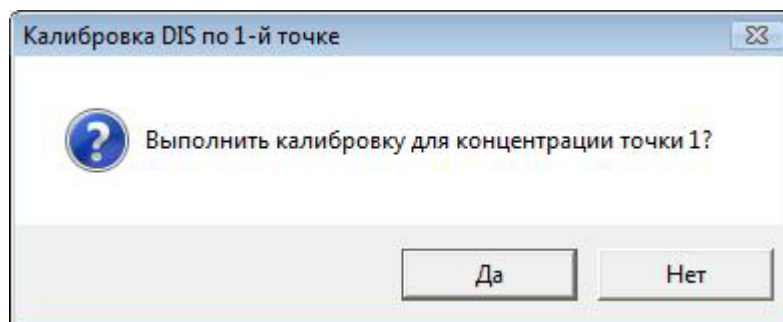 Калибровка DIS по 1-й точке
Выполнить калибровку для концентрации точки 1?
Да
Нет